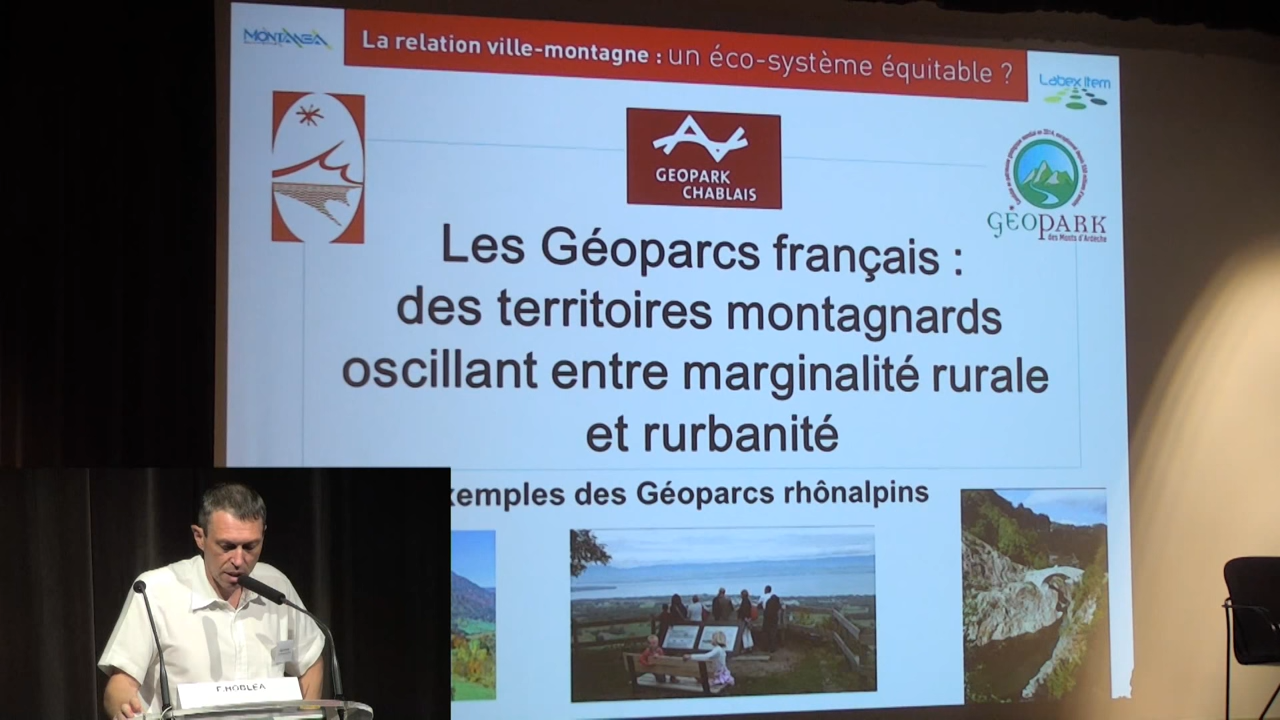 MONTAÑEA
La relation ville-montagne : un éco-système équitable ?
Labex Item
GEOPARK
CHABLAIS
GÉOPARK
des Monts d'Ardèche
Les Géoparcs français :
des territoires montagnards
oscillant entre marginalité rurale
et rurbanité
xemples des Géoparcs rhônalpins
F. HOBLÉA